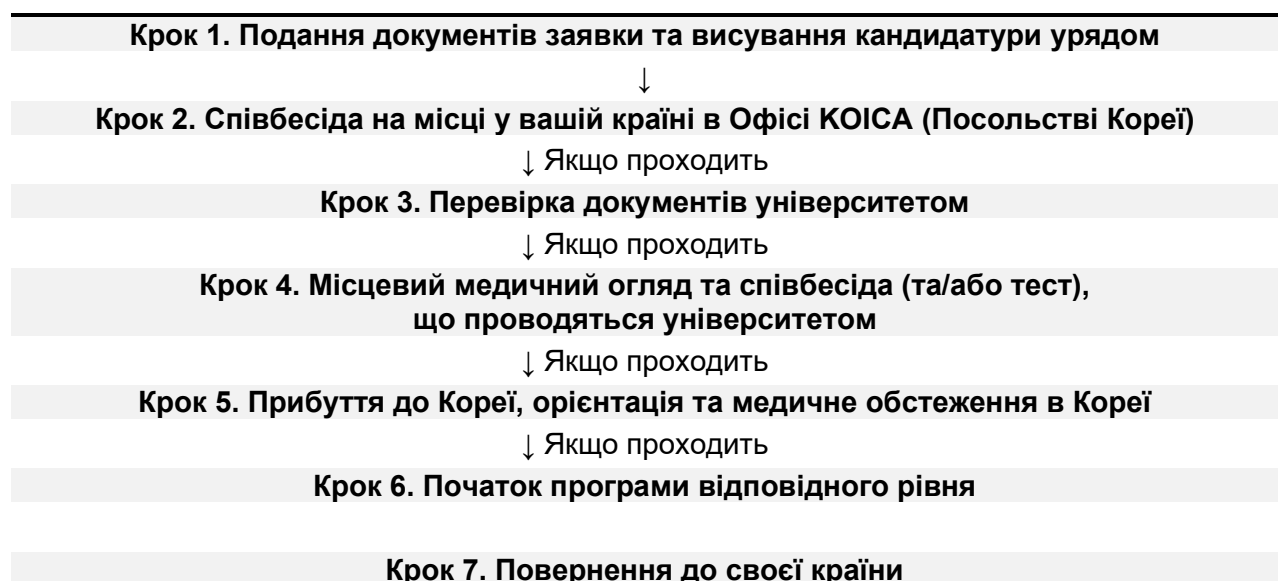 Крок 1. Подання документів заявки та висування кандидатури урядом
↓
Крок 2. Співбесіда на місці у вашій країні в Офісі KOICA (Посольстві Кореї)
↓ Якщо проходить
Крок 3. Перевірка документів університетом
↓ Якщо проходить
Крок 4. Місцевий медичний огляд та співбесіда (та/або тест),
що проводяться університетом
↓ Якщо проходить
Крок 5. Прибуття до Кореї, орієнтація та медичне обстеження в Кореї
↓ Якщо проходить
Крок 6. Початок програми відповідного рівня
Крок 7. Повернення до своєї країни